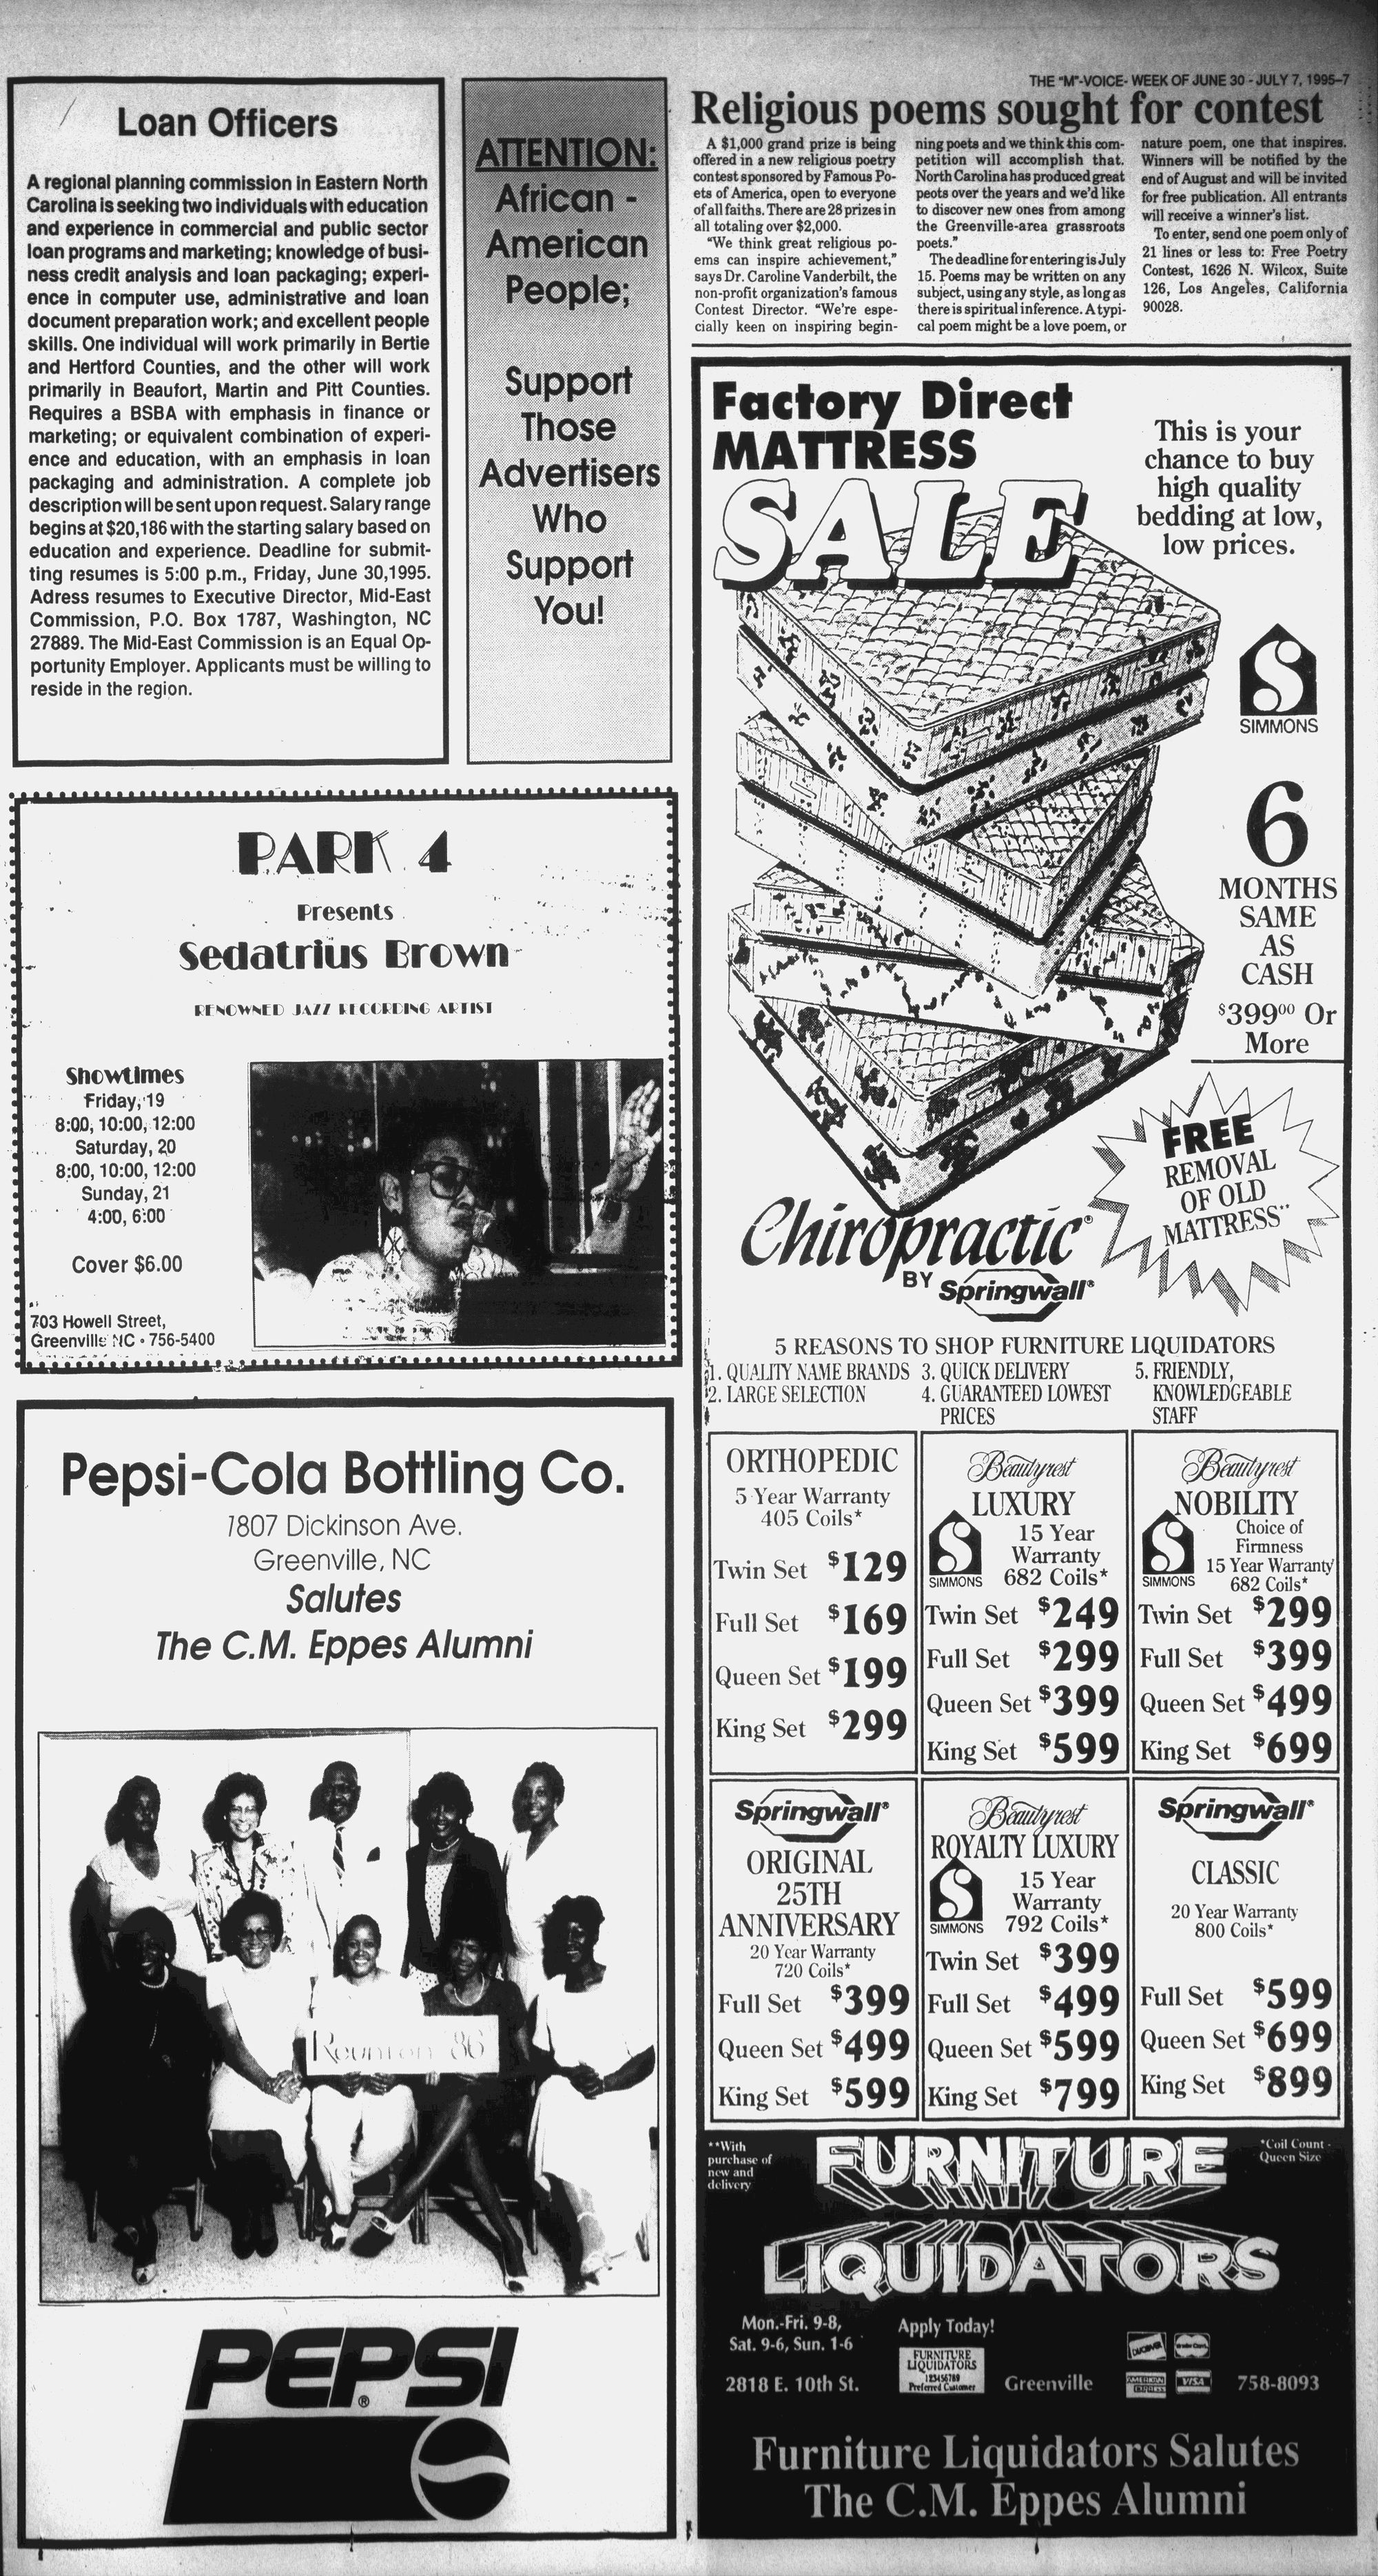 THE "M"-VOICE- WEEK OF JUNE 30 - JULY 7, 1995-7
Loan Officers
A regional planning commission in Eastern North
Carolina is seeking two individuals with education
and experience in commercial and public sector
loan programs and marketing; knowledge of busi-
ness credit analysis and loan packaging; experi-
ence in computer use, administrative and loan
document preparation work; and excellent people
skills. One individual will work primarily in Bertie
and Hertford Counties, and the other will work
primarily in Beaufort, Martin and Pitt Counties.
Requires a BSBA with emphasis in finance or
marketing; or equivalent combination of experi-
ence and education, with an emphasis in loan
packaging and administration. A complete job
description will be sent upon request. Salary range
begins at $20,186 with the starting salary based on
education and experience. Deadline for submit-
ting resumes is 5:00 p.m., Friday, June 30,1995.
Adress resumes to Executive Director, Mid-East
Commission, P.O. Box 1787, Washington, NC
27889. The Mid-East Commission is an Equal Op-
portunity Employer. Applicants must be willing to
reside in the region.
ATTENTION:
African -
American
People;
Support
Those
Advertisers
Who
Support
You!
Religious poems sought for contest
A $1,000 grand prize is being
offered in a new religious poetry
contest sponsored by Famous Po-
ets of America, open to everyone
of all faiths. There are 28 prizes in
all totaling over $2,000.
"We think great religious po-
ems can inspire achievement,"
says Dr. Caroline Vanderbilt, the
non-profit organization's famous
Contest Director. "We're espe-
cially keen on inspiring begin-
ning poets and we think this com-
petition will accomplish that.
North Carolina has produced great
peots over the years and we'd like
to discover new ones from among
the Greenville-area grassroots
poets."
The deadline for entering is July
15. Poems may be written on any
subject, using any style, as long as
there is spiritual inference. A typi-
cal poem might be a love poem, or
nature poem, one that inspires.
Winners will be notified by the
end of August and will be invited
for free publication. All entrants
will receive a winner's list.
To enter, send one poem only of
21 lines or less to: Free Poetry
Contest, 1626 N. Wilcox, Suite
126, Los Angeles, California
90028.
PARK 4
Presents
Sedatrius Brown
RENOWNED JAZZ RECORDING ARTIST
Showtimes
Friday, 19
8:00, 10:00, 12:00
Saturday, 20
8:00, 10:00, 12:00
Sunday, 21
4:00, 6:00
Cover $6.00
703 Howell Street,
Greenville NC • 756-5400
Pepsi-Cola Bottling Co.
1807 Dickinson Ave.
Greenville, NC
Salutes
The C.M. Eppes Alumni
Reunion '86
PEPSI
®
Factory Direct
MATTRESS
SALE
This is your
chance to buy
high quality
bedding at low,
low prices.
S
SIMMONS
6
MONTHS
SAME
AS
CASH
$399.00 Or
More
FREE
REMOVAL
OF OLD
MATTRESS**
Chiropractic®
BY Springwall®
5 REASONS TO SHOP FURNITURE LIQUIDATORS
1. QUALITY NAME BRANDS
2. LARGE SELECTION
3. QUICK DELIVERY
4. GUARANTEED LOWEST
PRICES
5. FRIENDLY,
KNOWLEDGEABLE
STAFF
ORTHOPEDIC
5 Year Warranty
405 Coils*
Twin Set $129
Full Set $169
Queen Set $199
King Set $299
Beautyrest
LUXURY
S SIMMONS
15 Year
Warranty
682 Coils*
Twin Set $249
Full Set $299
Queen Set $399
King Set $599
Beautyrest
NOBILITY
S SIMMONS
Choice of
Firmness
15 Year Warranty
682 Coils*
Twin Set $299
Full Set $399
Queen Set $499
King Set $699
Springwall®
ORIGINAL
25TH
ANNIVERSARY
20 Year Warranty
720 Coils*
Full Set $399
Queen Set $499
King Set $599
Beautyrest
ROYALTY LUXURY
S SIMMONS
15 Year
Warranty
792 Coils*
Twin Set $399
Full Set $499
Queen Set $599
King Set $799
Springwall®
CLASSIC
20 Year Warranty
800 Coils*
Full Set $599
Queen Set $699
King Set $899
**With
purchase of
new and
delivery
FURNITURE
LIQUIDATORS
*Coil Count -
Queen Size
Mon.-Fri. 9-8,
Sat. 9-6, Sun. 1-6
2818 E. 10th St.
Apply Today!
FURNITURE
LIQUIDATORS
123456789
Preferred Customer
Greenville
DISCOVER
MasterCard
AMERICAN
EXPRESS
VISA
758-8093
Furniture Liquidators Salutes
The C.M. Eppes Alumni